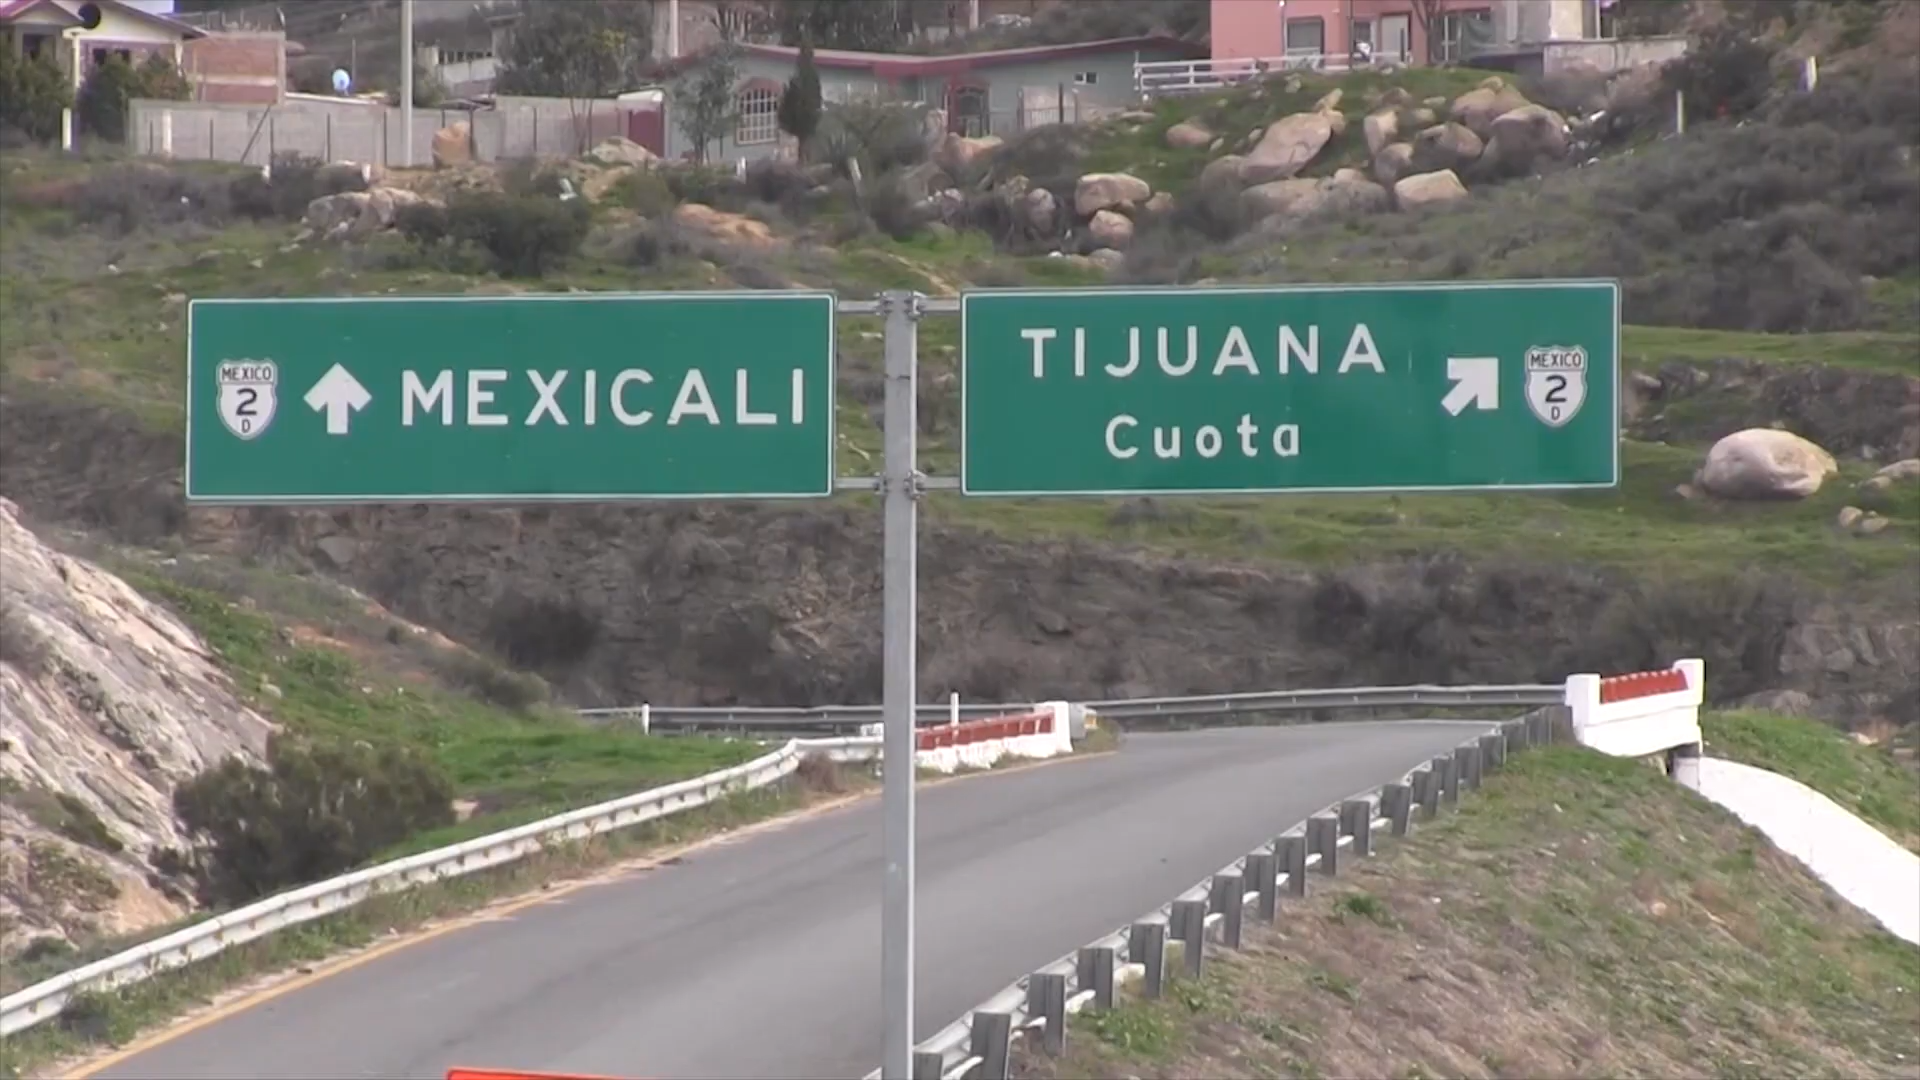 MEXICO
2
D
MEXICALI
TIJUANA
Cuota
MEXICO
2
D